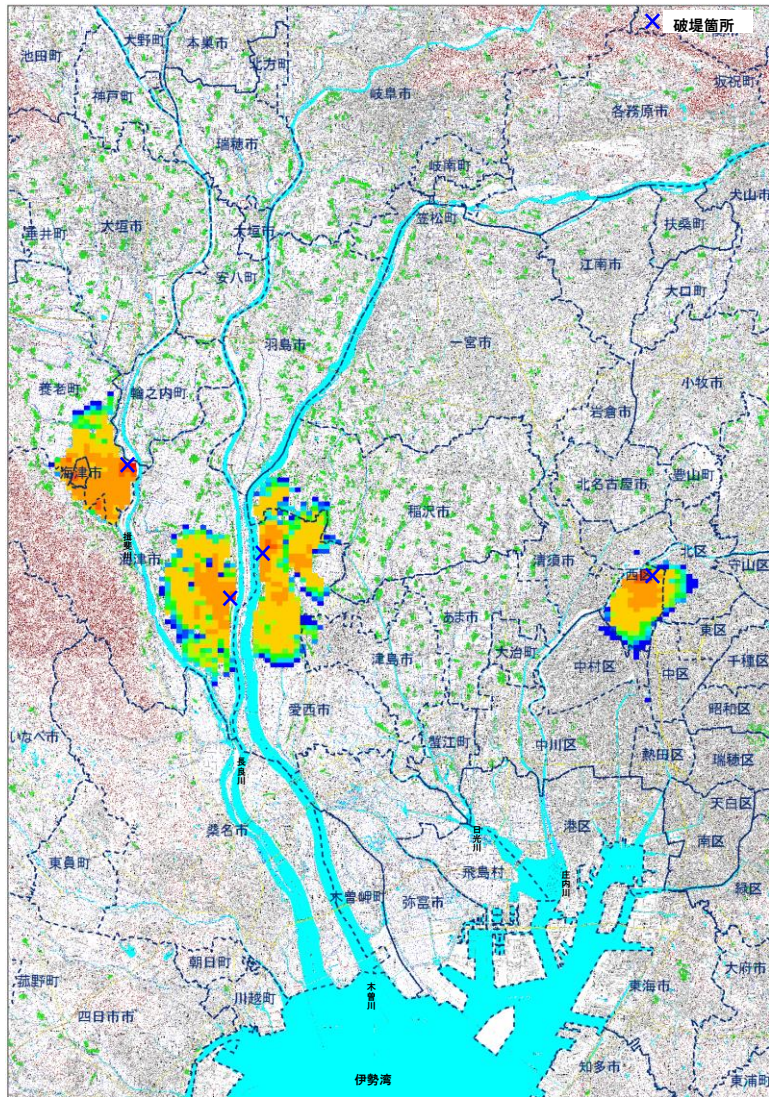 破堤箇所
大野町
本巣市
池田町
北方町
岐阜市
坂祝町
神戸町
各務原市
瑞穂市
岐南町
犬山市
垂井町
大垣市
大垣市
笠松町
扶桑町
安八町
江南市
大口町
羽島市
一宮市
小牧市
養老町
輪之内町
岩倉市
海津市
北名古屋市
豊山町
稲沢市
揖斐川
海津市
清須市
北区
守山区
西区
あま市
東区
津島市
大治町
中村区
中区
千種区
愛西市
昭和区
いなべ市
蟹江町
中川区
熱田区
瑞穂区
長良川
天白区
桑名市
日光川
港区
南区
東員町
飛島村
庄内川
緑区
木曽岬町
弥富市
朝日町
大府市
菰野町
川越町
木曽川
東海市
四日市市
伊勢湾
知多市
東浦町